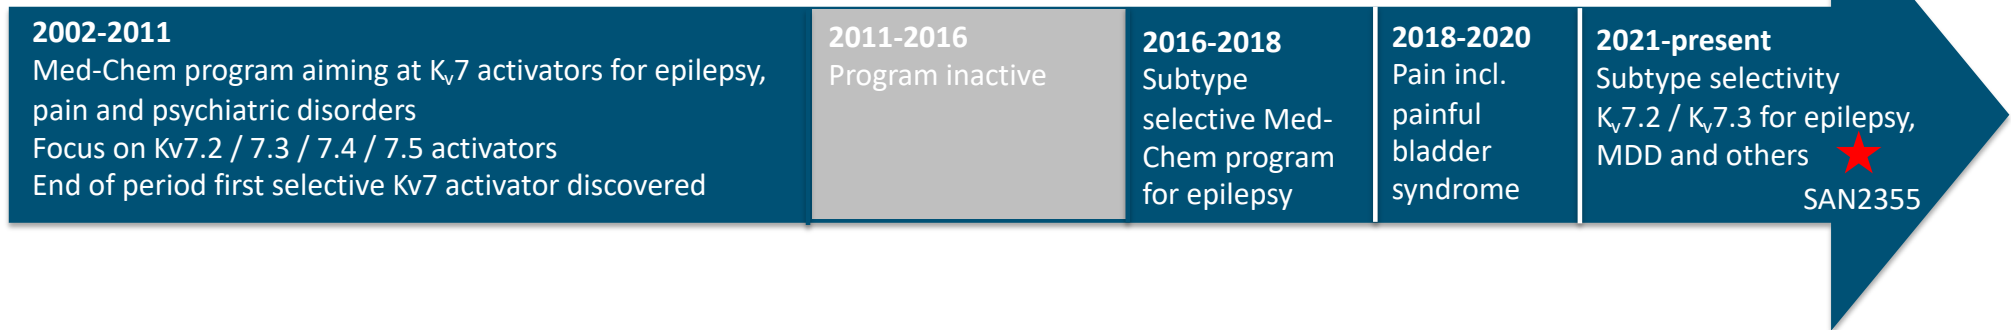 2002-2011
Med-Chem program aiming at Kv7 activators for epilepsy,
pain and psychiatric disorders
Focus on Kv7.2 / 7.3 / 7.4 / 7.5 activators
End of period first selective Kv7 activator discovered
2011-2016
Program inactive
2016-2018
Subtype
selective Med-
Chem program
for epilepsy
2018-2020
Pain incl.
painful
bladder
syndrome
2021-present
Subtype selectivity
Kv7.2 / Kv7.3 for epilepsy,
MDD and others
SAN2355